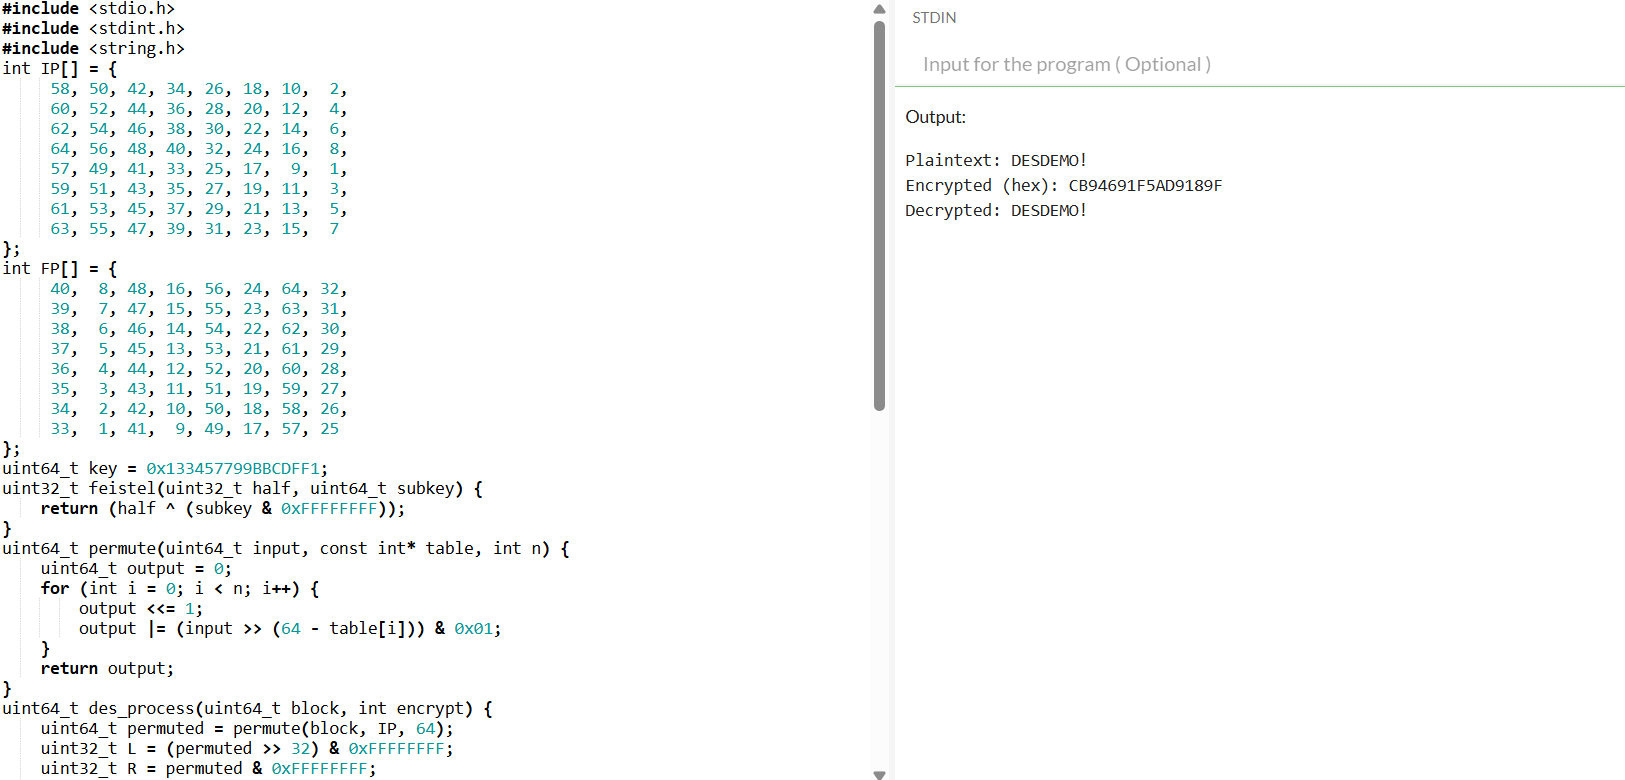 #include <stdio.h>
#include <stdint.h>
#include <string.h>
int IP[] = {
     58, 50, 42, 34, 26, 18, 10,  2,
     60, 52, 44, 36, 28, 20, 12,  4,
     62, 54, 46, 38, 30, 22, 14,  6,
     64, 56, 48, 40, 32, 24, 16,  8,
     57, 49, 41, 33, 25, 17,  9,  1,
     59, 51, 43, 35, 27, 19, 11,  3,
     61, 53, 45, 37, 29, 21, 13,  5,
     63, 55, 47, 39, 31, 23, 15,  7
};
int FP[] = {
     40,  8, 48, 16, 56, 24, 64, 32,
     39,  7, 47, 15, 55, 23, 63, 31,
     38,  6, 46, 14, 54, 22, 62, 30,
     37,  5, 45, 13, 53, 21, 61, 29,
     36,  4, 44, 12, 52, 20, 60, 28,
     35,  3, 43, 11, 51, 19, 59, 27,
     34,  2, 42, 10, 50, 18, 58, 26,
     33,  1, 41,  9, 49, 17, 57, 25
};
uint64_t key = 0x133457799BBCDFF1;
uint32_t feistel(uint32_t half, uint64_t subkey) {
    return (half ^ (subkey & 0xFFFFFFFF));
}
uint64_t permute(uint64_t input, const int* table, int n) {
    uint64_t output = 0;
    for (int i = 0; i < n; i++) {
        output <<= 1;
        output |= (input >> (64 - table[i])) & 0x01;
    }
    return output;
}
uint64_t des_process(uint64_t block, int encrypt) {
    uint64_t permuted = permute(block, IP, 64);
    uint32_t L = (permuted >> 32) & 0xFFFFFFFF;
    uint32_t R = permuted & 0xFFFFFFFF;
STDIN
Input for the program ( Optional )
Output:
Plaintext: DESDEMO!
Encrypted (hex): CB94691F5AD9189F
Decrypted: DESDEMO!